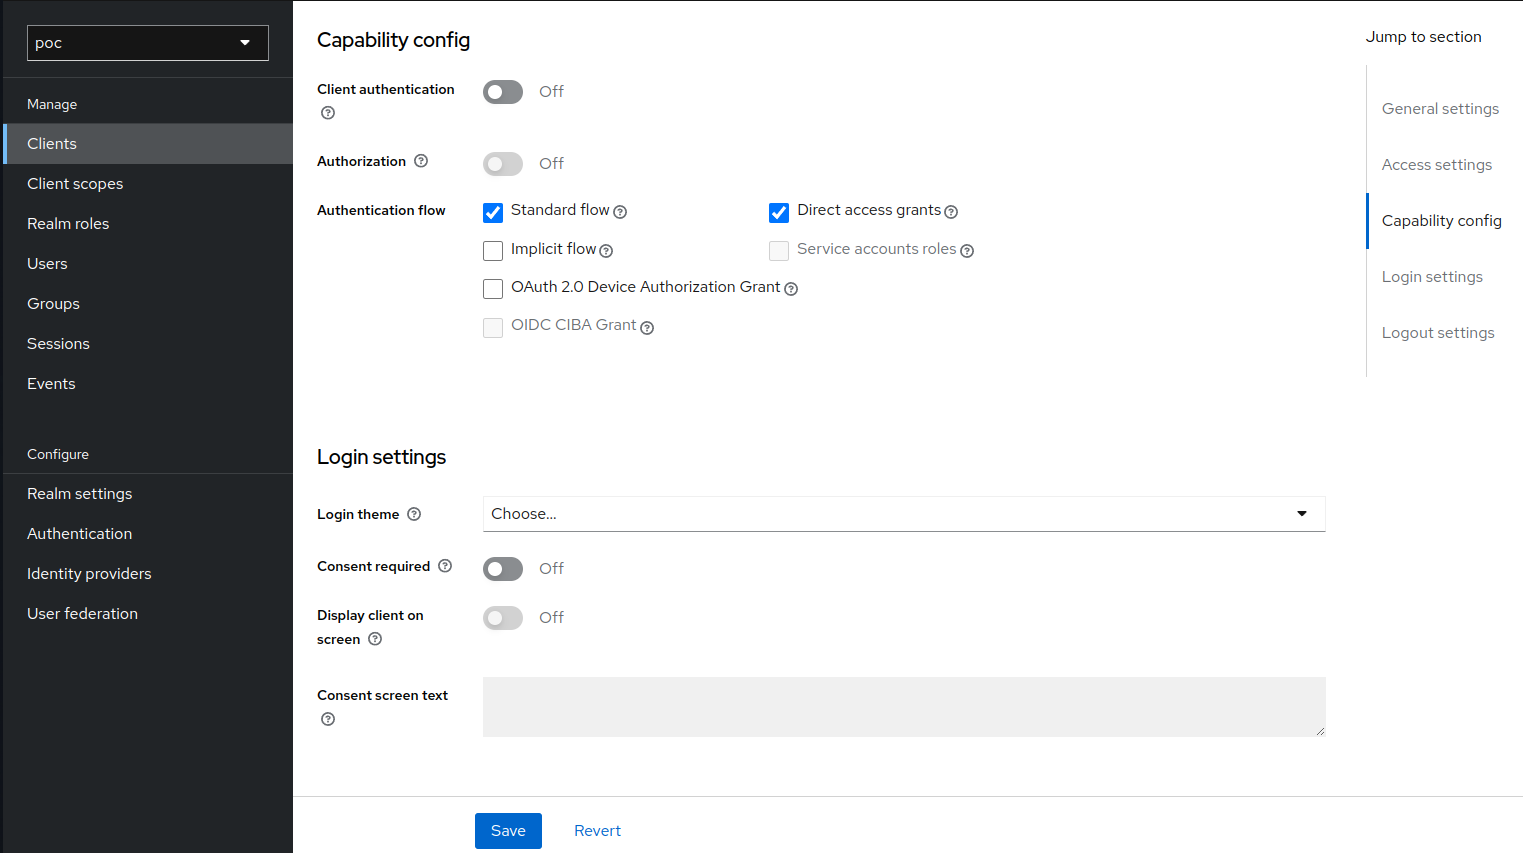 poc
Manage
Clients
Client scopes
Realm roles
Users
Groups
Sessions
Events
Configure
Realm settings
Authentication
Identity providers
User federation
Capability config
Client authentication
Off
Authorization
Off
Authentication flow
Standard flow
Direct access grants
Implicit flow
Service accounts roles
OAuth 2.0 Device Authorization Grant
OIDC CIBA Grant
Login settings
Login theme
Choose...
Consent required
Off
Display client on
screen
Off
Consent screen text
Save
Revert
Jump to section
General settings
Access settings
Capability config
Login settings
Logout settings